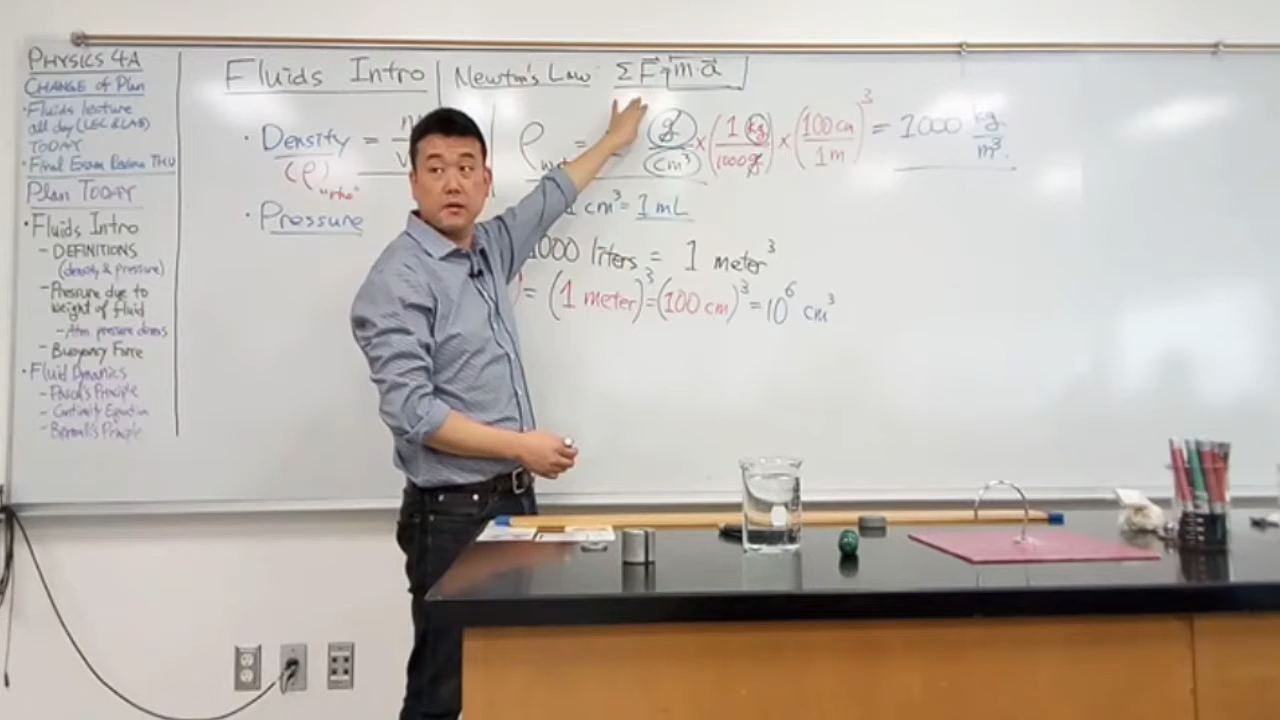 PHYSICS 4A
CHANGE of Plan
· Fluids lecture
all day (LEC & LAB)
TODAY
· Final Exam Review THU
Plan TODAY
· Fluids Intro
– DEFINITIONS
(density & pressure)
– Pressure due to
weight of fluid
– Atm. pressure demos
– Buoyancy Force
· Fluid Dynamics
– Pascal's Principle
– Continuity Equation
– Bernoulli's Principle
Fluids Intro
· Density =
(ρ)
"rho"
· Pressure
Newton's Law ΣF⃗ = m·a⃗
ρ = g/cm³ × (1 kg/1000g) × (100 cm/1m)³ = 1000 kg/m³.
1 cm³ = 1 mL
1000 liters = 1 meter³
= (1 meter)³ = (100 cm)³ = 10⁶ cm³